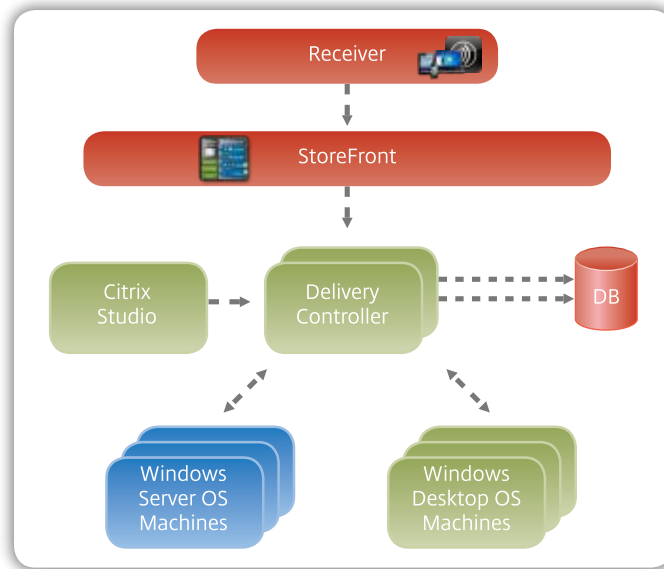 Receiver
StoreFront
Citrix
Studio
Delivery
Controller
DB
Windows
Server OS
Machines
Windows
Desktop OS
Machines